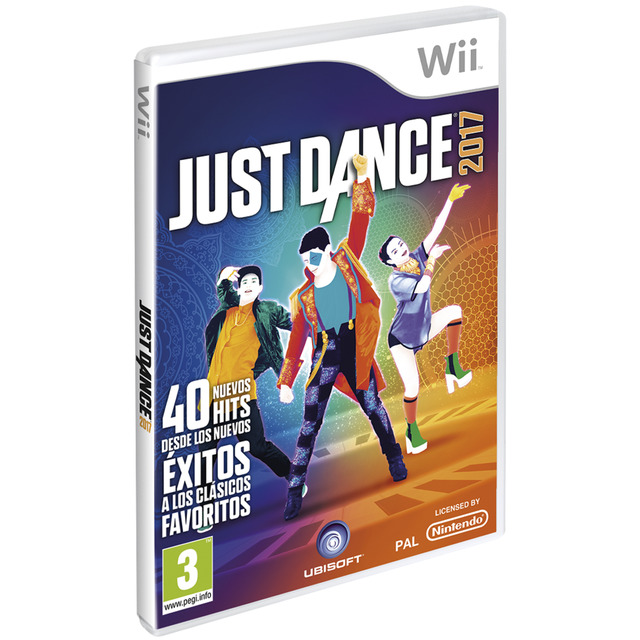 Wii
Wii
TM
JUST DANCE®
2017
JUST DANCE
2017
40 NUEVOS
HITS
DESDE LOS NUEVOS
ÉXITOS
A LOS CLÁSICOS
FAVORITOS
3
www.pegi.info
UBISOFT
PAL
LICENSED BY
Nintendo